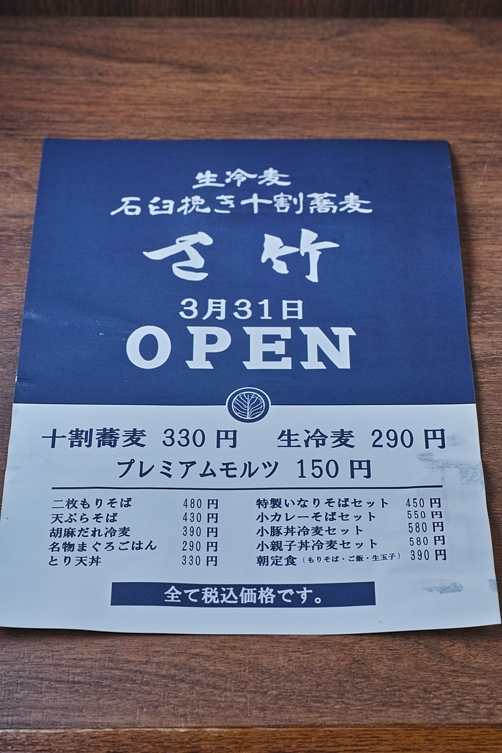 生冷麦
石臼挽き十割蕎麦
さ竹
3月31日
OPEN
十割蕎麦 330円 生冷麦 290円
プレミアムモルツ 150円
二枚もりそば 480円
天ぷらそば 430円
胡麻だれ冷麦 390円
名物まぐろごはん 290円
とり天丼 330円
特製いなりそばセット 450円
小カレーそばセット 550円
小豚丼冷麦セット 580円
小親子丼冷麦セット 580円
朝定食（もりそば・ご飯・生玉子） 390円
全て税込価格です。